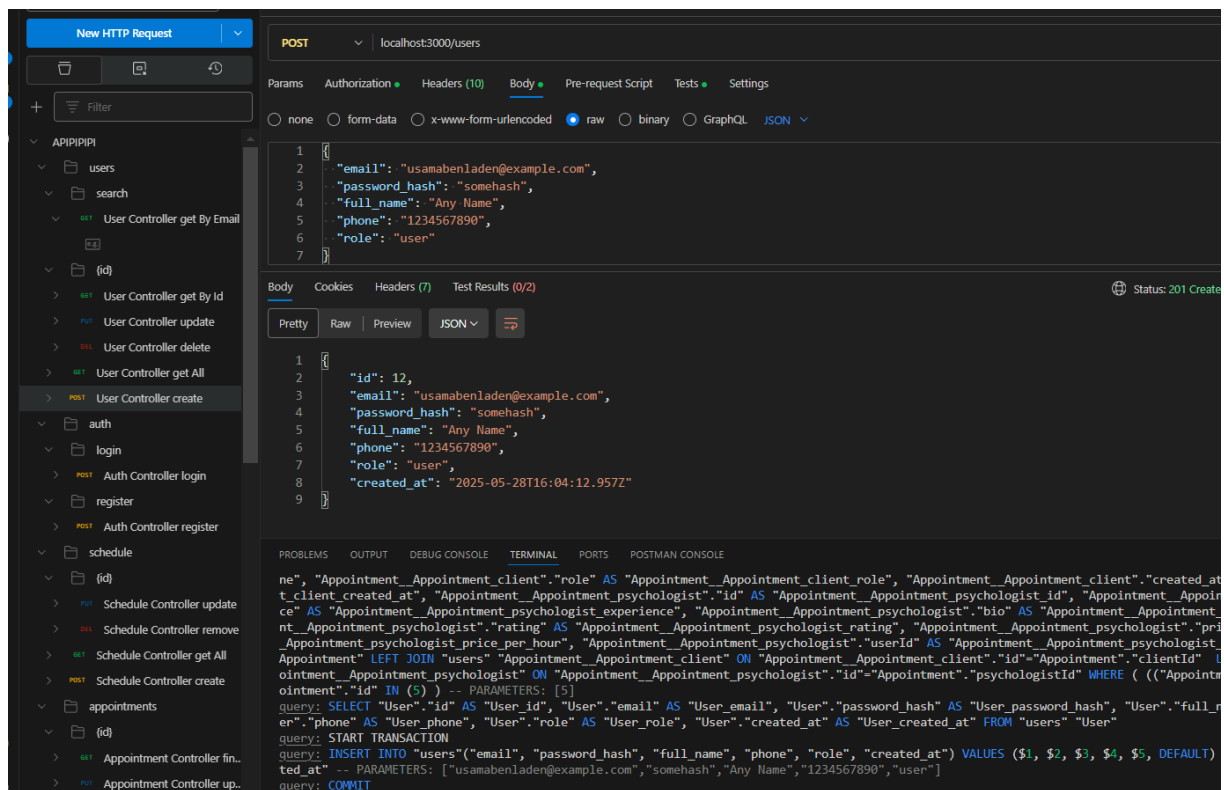 New HTTP Request
POST
localhost:3000/users
Params Authorization Headers (10) Body Pre-request Script Tests Settings
Filter
none form-data x-www-form-urlencoded raw binary GraphQL JSON
APIPIPIPI
users
search
GET User Controller get By Email
e.g.
{id}
GET User Controller get By Id
PUT User Controller update
DEL User Controller delete
GET User Controller get All
POST User Controller create
auth
login
POST Auth Controller login
register
POST Auth Controller register
schedule
{id}
PUT Schedule Controller update
DEL Schedule Controller remove
GET Schedule Controller get All
POST Schedule Controller create
appointments
{id}
GET Appointment Controller fin...
PUT Appointment Controller up...
1 {
2 "email": "usamabenladen@example.com",
3 "password_hash": "somehash",
4 "full_name": "Any Name",
5 "phone": "1234567890",
6 "role": "user"
7 }
Body Cookies Headers (7) Test Results (0/2)
Status: 201 Create
Pretty Raw Preview JSON
1 {
2 "id": 12,
3 "email": "usamabenladen@example.com",
4 "password_hash": "somehash",
5 "full_name": "Any Name",
6 "phone": "1234567890",
7 "role": "user",
8 "created_at": "2025-05-28T16:04:12.957Z"
9 }
PROBLEMS OUTPUT DEBUG CONSOLE TERMINAL PORTS POSTMAN CONSOLE
ne", "Appointment__Appointment_client"."role" AS "Appointment__Appointment_client_role", "Appointment__Appointment_client"."created_at
t_client_created_at", "Appointment__Appointment_psychologist"."id" AS "Appointment__Appointment_psychologist_id", "Appointment__Appoin
ce" AS "Appointment__Appointment_psychologist_experience", "Appointment__Appointment_psychologist"."bio" AS "Appointment__Appointment_
nt__Appointment_psychologist"."rating" AS "Appointment__Appointment_psychologist_rating", "Appointment__Appointment_psychologist"."pri
_Appointment_psychologist_price_per_hour", "Appointment__Appointment_psychologist"."userId" AS "Appointment__Appointment_psychologist_
Appointment" LEFT JOIN "users" "Appointment__Appointment_client" ON "Appointment__Appointment_client"."id"="Appointment"."clientId" L
ointment__Appointment_psychologist" ON "Appointment__Appointment_psychologist"."id"="Appointment"."psychologistId" WHERE ( (("Appointm
ointment"."id" IN (5) ) -- PARAMETERS: [5]
query: SELECT "User"."id" AS "User_id", "User"."email" AS "User_email", "User"."password_hash" AS "User_password_hash", "User"."full_n
er"."phone" AS "User_phone", "User"."role" AS "User_role", "User"."created_at" AS "User_created_at" FROM "users" "User"
query: START TRANSACTION
query: INSERT INTO "users"("email", "password_hash", "full_name", "phone", "role", "created_at") VALUES ($1, $2, $3, $4, $5, DEFAULT)
ted_at" -- PARAMETERS: ["usamabenladen@example.com","somehash","Any Name","1234567890","user"]
query: COMMIT